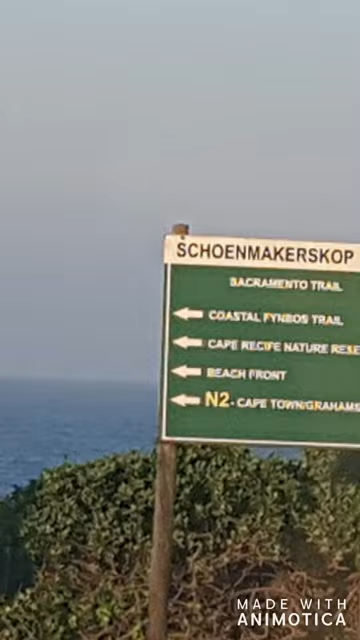 SCHOENMAKERSKOP
SACRAMENTO TRAIL
COASTAL FYNBOS TRAIL
CAPE RECIFE NATURE RESE
BEACH FRONT
N2 - CAPE TOWN/GRAHAMS
MADE WITH
ANIMOTICA